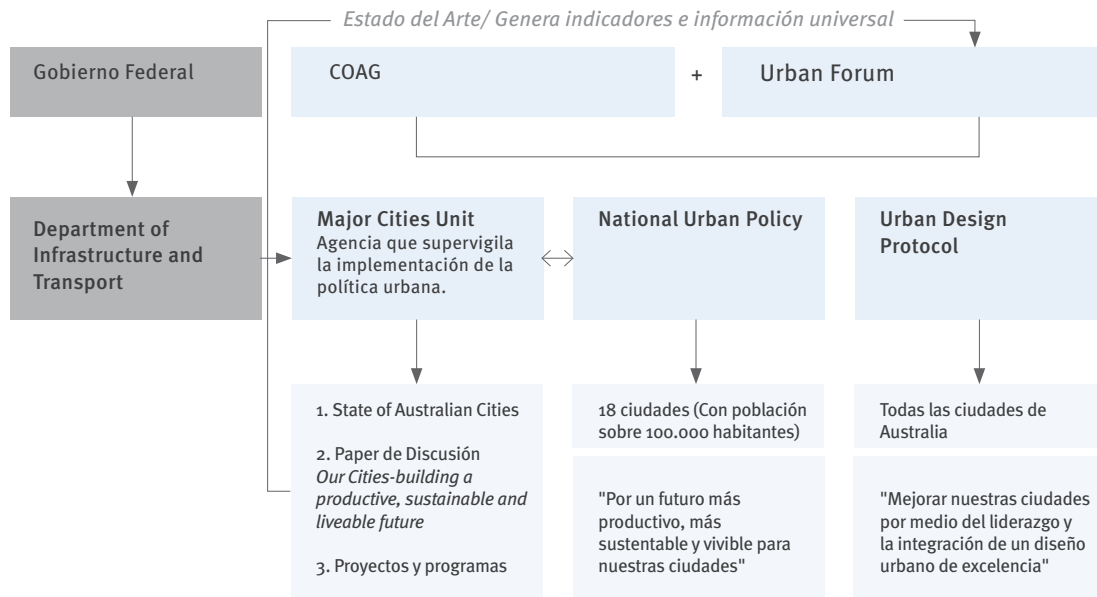 Estado del Arte/ Genera indicadores e información universal
Gobierno Federal
COAG
+
Urban Forum
Department of
Infrastructure and
Transport
Major Cities Unit
Agencia que supervigila
la implementación de la
política urbana.
National Urban Policy
Urban Design
Protocol
1. State of Australian Cities
2. Paper de Discusión
Our Cities-building a
productive, sustainable and
liveable future
3. Proyectos y programas
18 ciudades (Con población
sobre 100.000 habitantes)
"Por un futuro más
productivo, más
sustentable y vivible para
nuestras ciudades"
Todas las ciudades de
Australia
"Mejorar nuestras ciudades
por medio del liderazgo y
la integración de un diseño
urbano de excelencia"